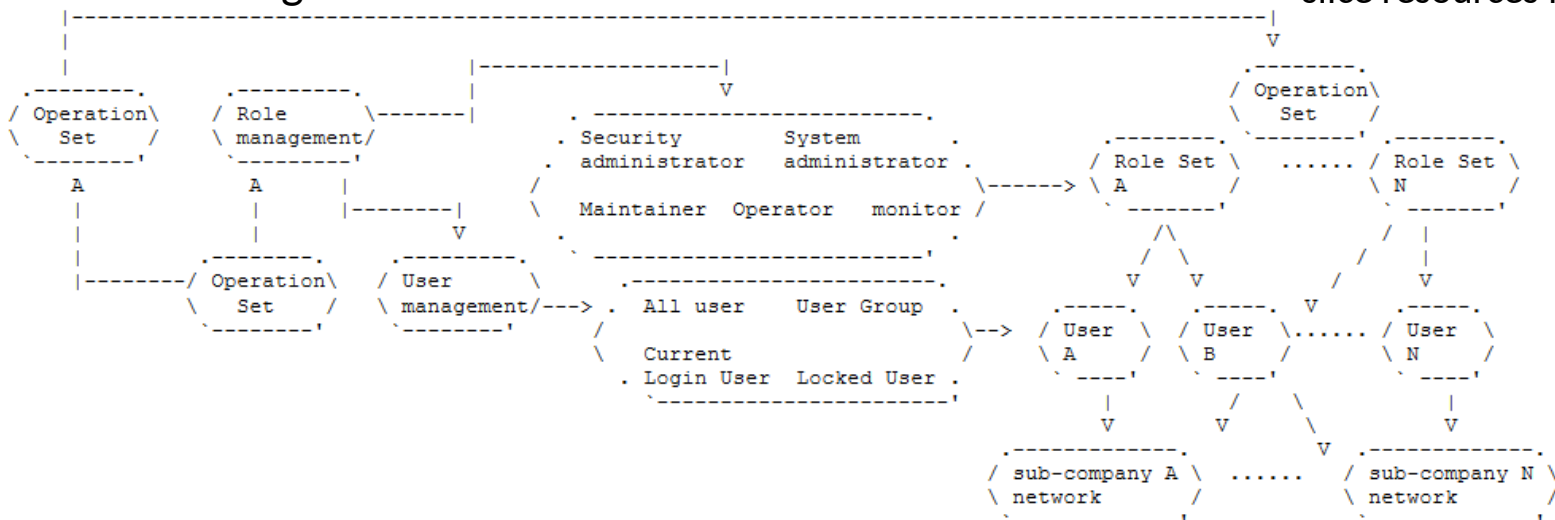 Operation
Set
Role
management
Security System
administrator administrator
Maintainer Operator monitor
Operation
Set
Role Set
A
......
Role Set
N
Operation
Set
User
management
All user User Group
Current
Login User Locked User
User
A
User
B
......
User
N
sub-company A
network
......
sub-company N
network